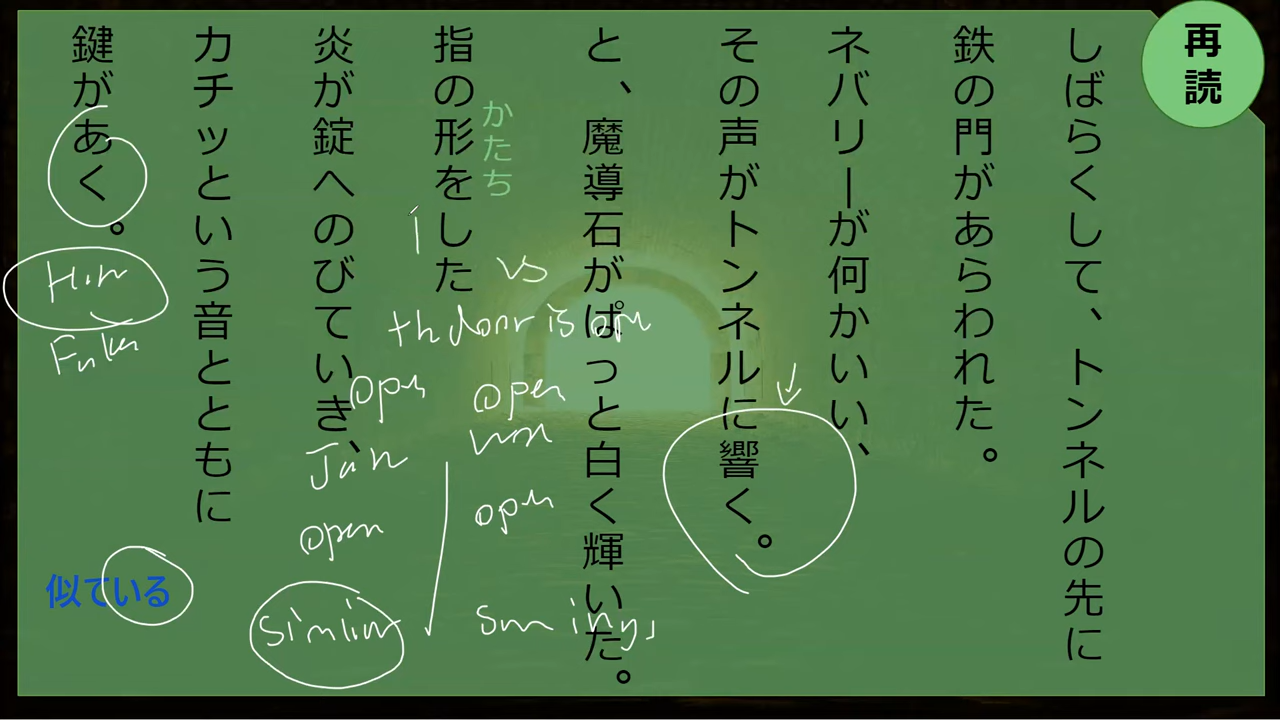 再読
しばらくして、トンネルの先に
鉄の門があらわれた。
ネバリーが何かいい、
その声がトンネルに響く。
と、魔導石がぱっと白く輝いた。
かたち
指の形をした
炎が錠へのびていき、
カチッという音とともに
鍵があく。
似ている
vs
open
open
open
open